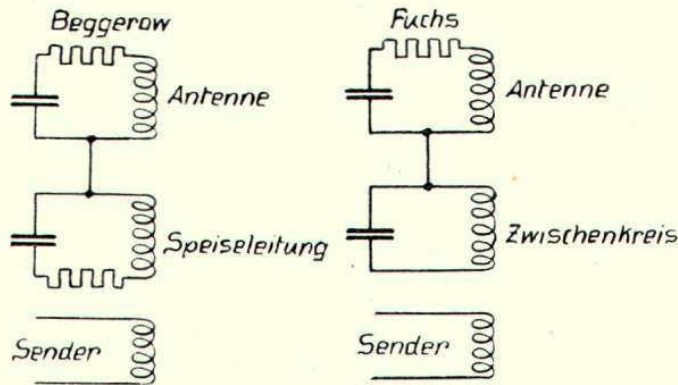 Beggerow
Fuchs
Antenne
Antenne
Speiseleitung
Zwischenkreis
Sender
Sender